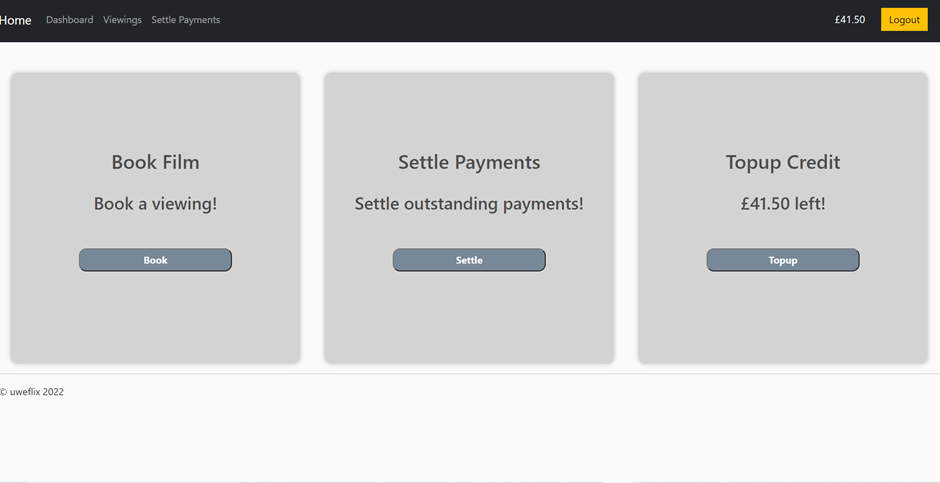 Home Dashboard Viewings Settle Payments £41.50 Logout
Book Film
Book a viewing!
Book
Settle Payments
Settle outstanding payments!
Settle
Topup Credit
£41.50 left!
Topup
© uweflix 2022